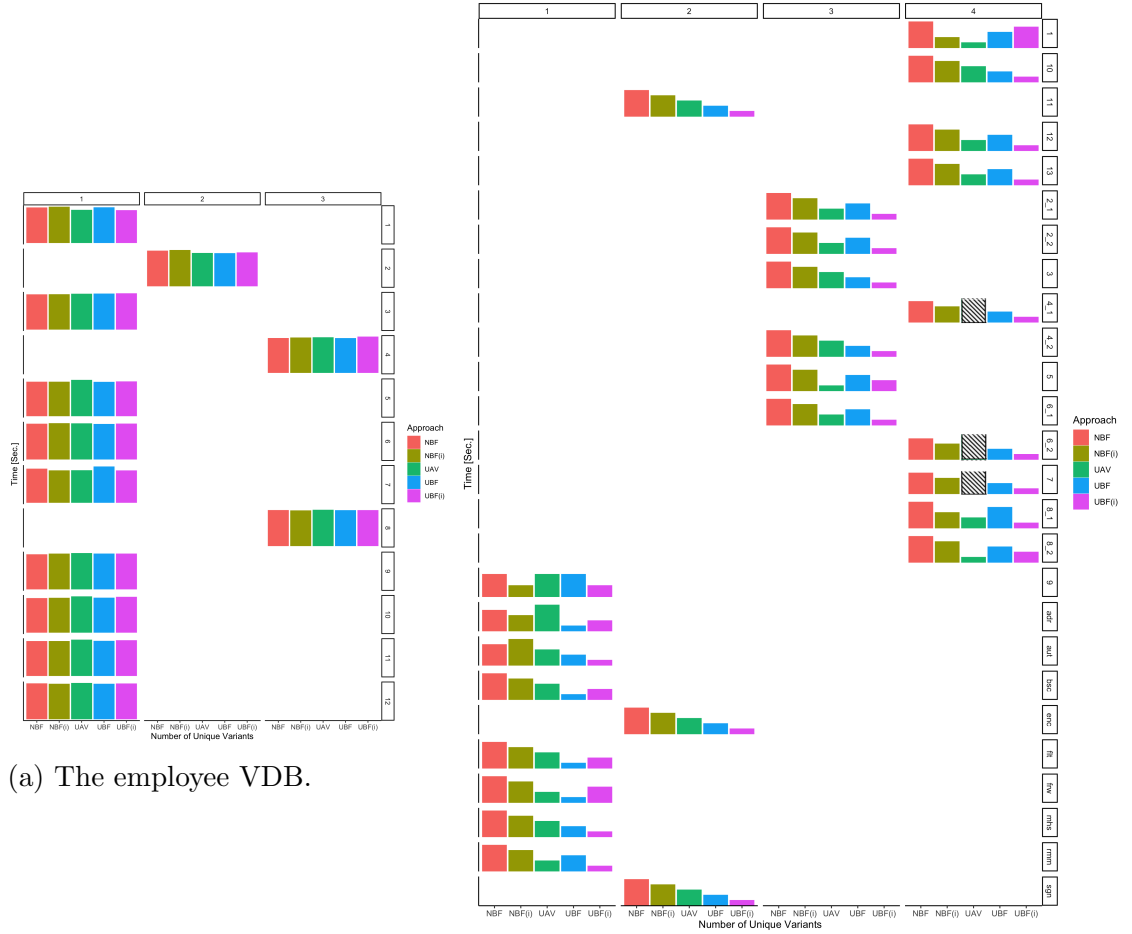 1 2 3
1
2
3
4
5
6
7
8
9
10
11
12
Time [Sec.]
NBF NBF(i) UAV UBF UBF(i) NBF NBF(i) UAV UBF UBF(i) NBF NBF(i) UAV UBF UBF(i)
Number of Unique Variants
Approach
NBF
NBF(i)
UAV
UBF
UBF(i)
(a) The employee VDB.
1 2 3 4
1
10
11
12
13
2_1
2_2
3
4_1
4_2
5
6_1
6_2
7
8_1
8_2
9
adr
aut
bsc
enc
flt
frw
mhs
rmm
sgn
Time [Sec.]
NBF NBF(i) UAV UBF UBF(i) NBF NBF(i) UAV UBF UBF(i) NBF NBF(i) UAV UBF UBF(i) NBF NBF(i) UAV UBF UBF(i)
Number of Unique Variants
Approach
NBF
NBF(i)
UAV
UBF
UBF(i)